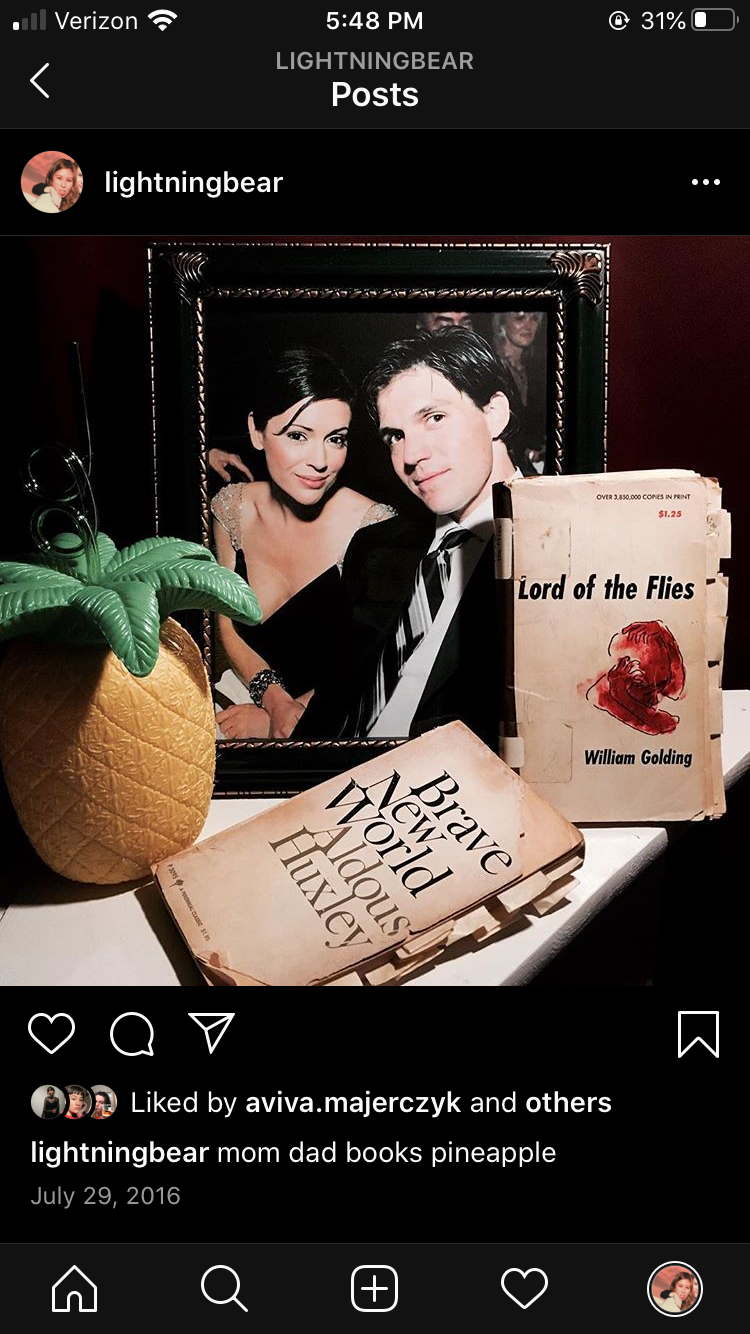 Verizon 5:48 PM 31%
LIGHTNINGBEAR
Posts
lightningbear
OVER 3,850,000 COPIES IN PRINT
$1.25
Lord of the Flies
William Golding
Brave
New
World
Aldous
Huxley
A PERENNIAL CLASSIC
Liked by aviva.majerczyk and others
lightningbear mom dad books pineapple
July 29, 2016